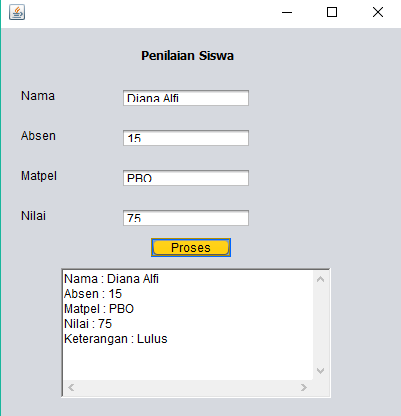 Penilaian Siswa
Nama Diana Alfi
Absen 15
Matpel PBO
Nilai 75
Proses
Nama : Diana Alfi
Absen : 15
Matpel : PBO
Nilai : 75
Keterangan : Lulus